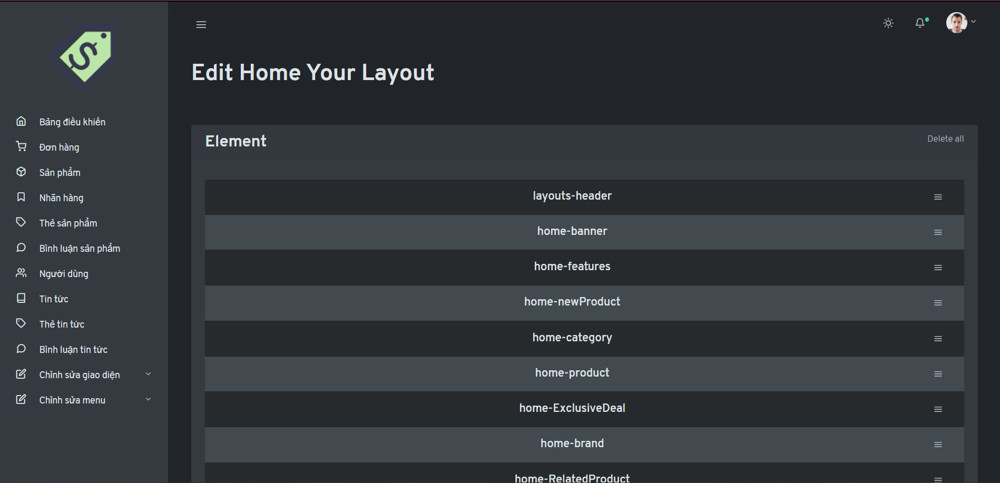 Bảng điều khiến
Đơn hàng
Sản phẩm
Nhãn hàng
Thẻ sản phẩm
Bình luận sản phẩm
Người dùng
Tin tức
Thẻ tin tức
Bình luận tin tức
Chỉnh sửa giao diện
Chỉnh sửa menu
Edit Home Your Layout
Element
Delete all
layouts-header
home-banner
home-features
home-newProduct
home-category
home-product
home-ExclusiveDeal
home-brand
home-RelatedProduct